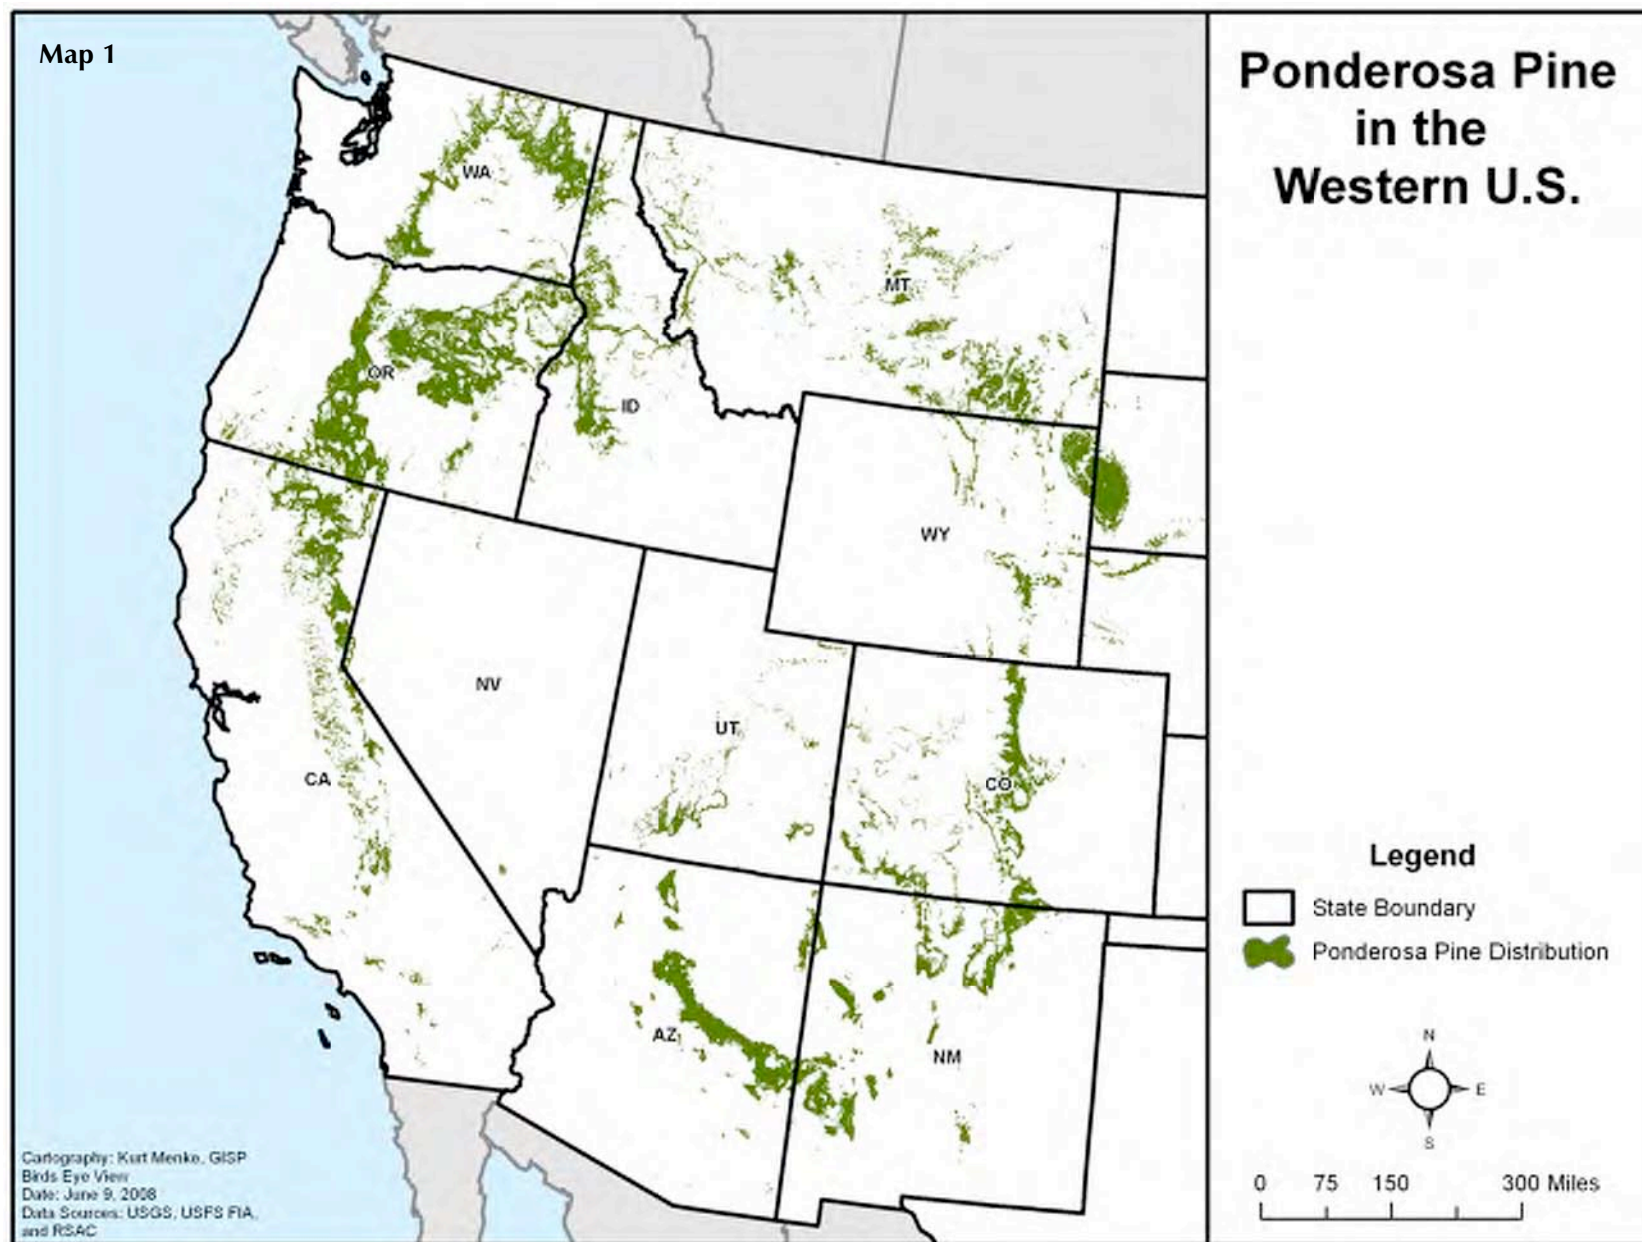 Map 1
Ponderosa Pine
in the
Western U.S.
WA
MT
OR
ID
WY
NV
UT
CO
CA
AZ
NM
Legend
State Boundary
Ponderosa Pine Distribution
N
W
E
S
0 75 150 300 Miles
Cartography: Kurt Menke, GISP
Birds Eye View
Date: June 9, 2008
Data Sources: USGS, USFS FIA,
and RSAC